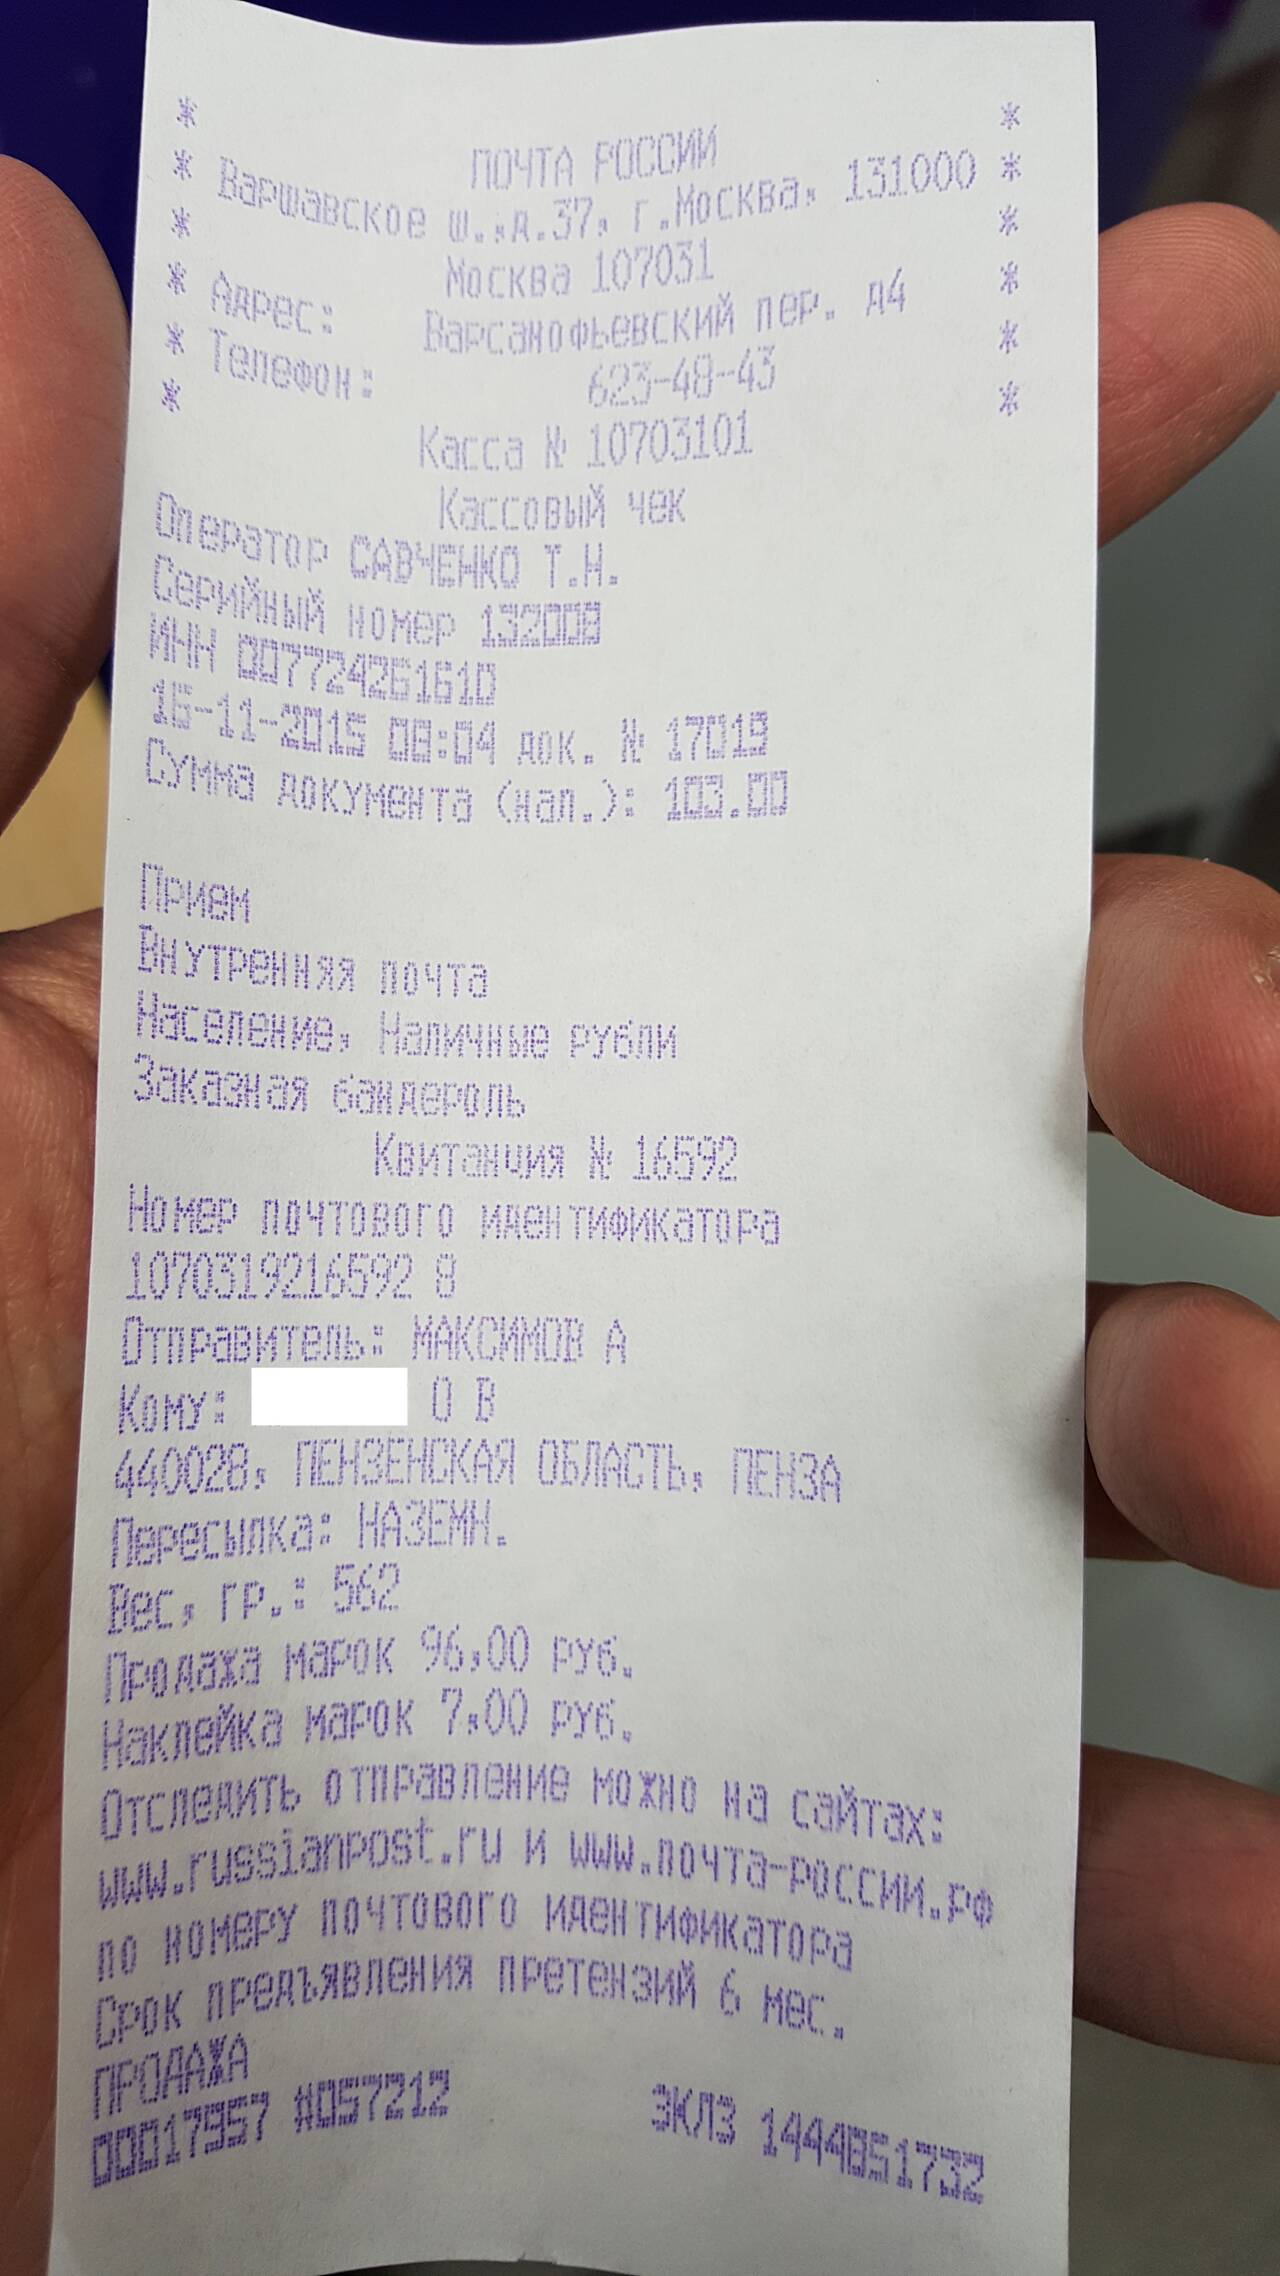 * *
* ПОЧТА РОССИИ *
* Варшавское ш.,д.37, г.Москва, 131000 *
* Москва 107031 *
* Адрес: Варсанофьевский пер. д4 *
* Телефон: 623-48-43 *
Касса № 10703101
Кассовый чек
Оператор САВЧЕНКО Т.Н.
Серийный номер 132008
ИНН 007724261610
16-11-2015 08:04 док. № 17019
Сумма документа (нал.): 103.00
Прием
Внутренняя почта
Население, Наличные рубли
Заказная бандероль
Квитанция № 16592
Номер почтового идентификатора
107031921 6592 8
Отправитель: МАКСИМОВ А
Кому: О В
440028, ПЕНЗЕНСКАЯ ОБЛАСТЬ, ПЕНЗА
Пересылка: НАЗЕМН.
Вес, гр.: 562
Продажа марок 96,00 руб.
Наклейка марок 7,00 руб.
Отследить отправление можно на сайтах:
www.russianpost.ru и www.почта-россии.рф
по номеру почтового идентификатора
Срок предъявления претензий 6 мес.
ПРОДАЖА
00017957 #057212 ЭКЛЗ 1444051732